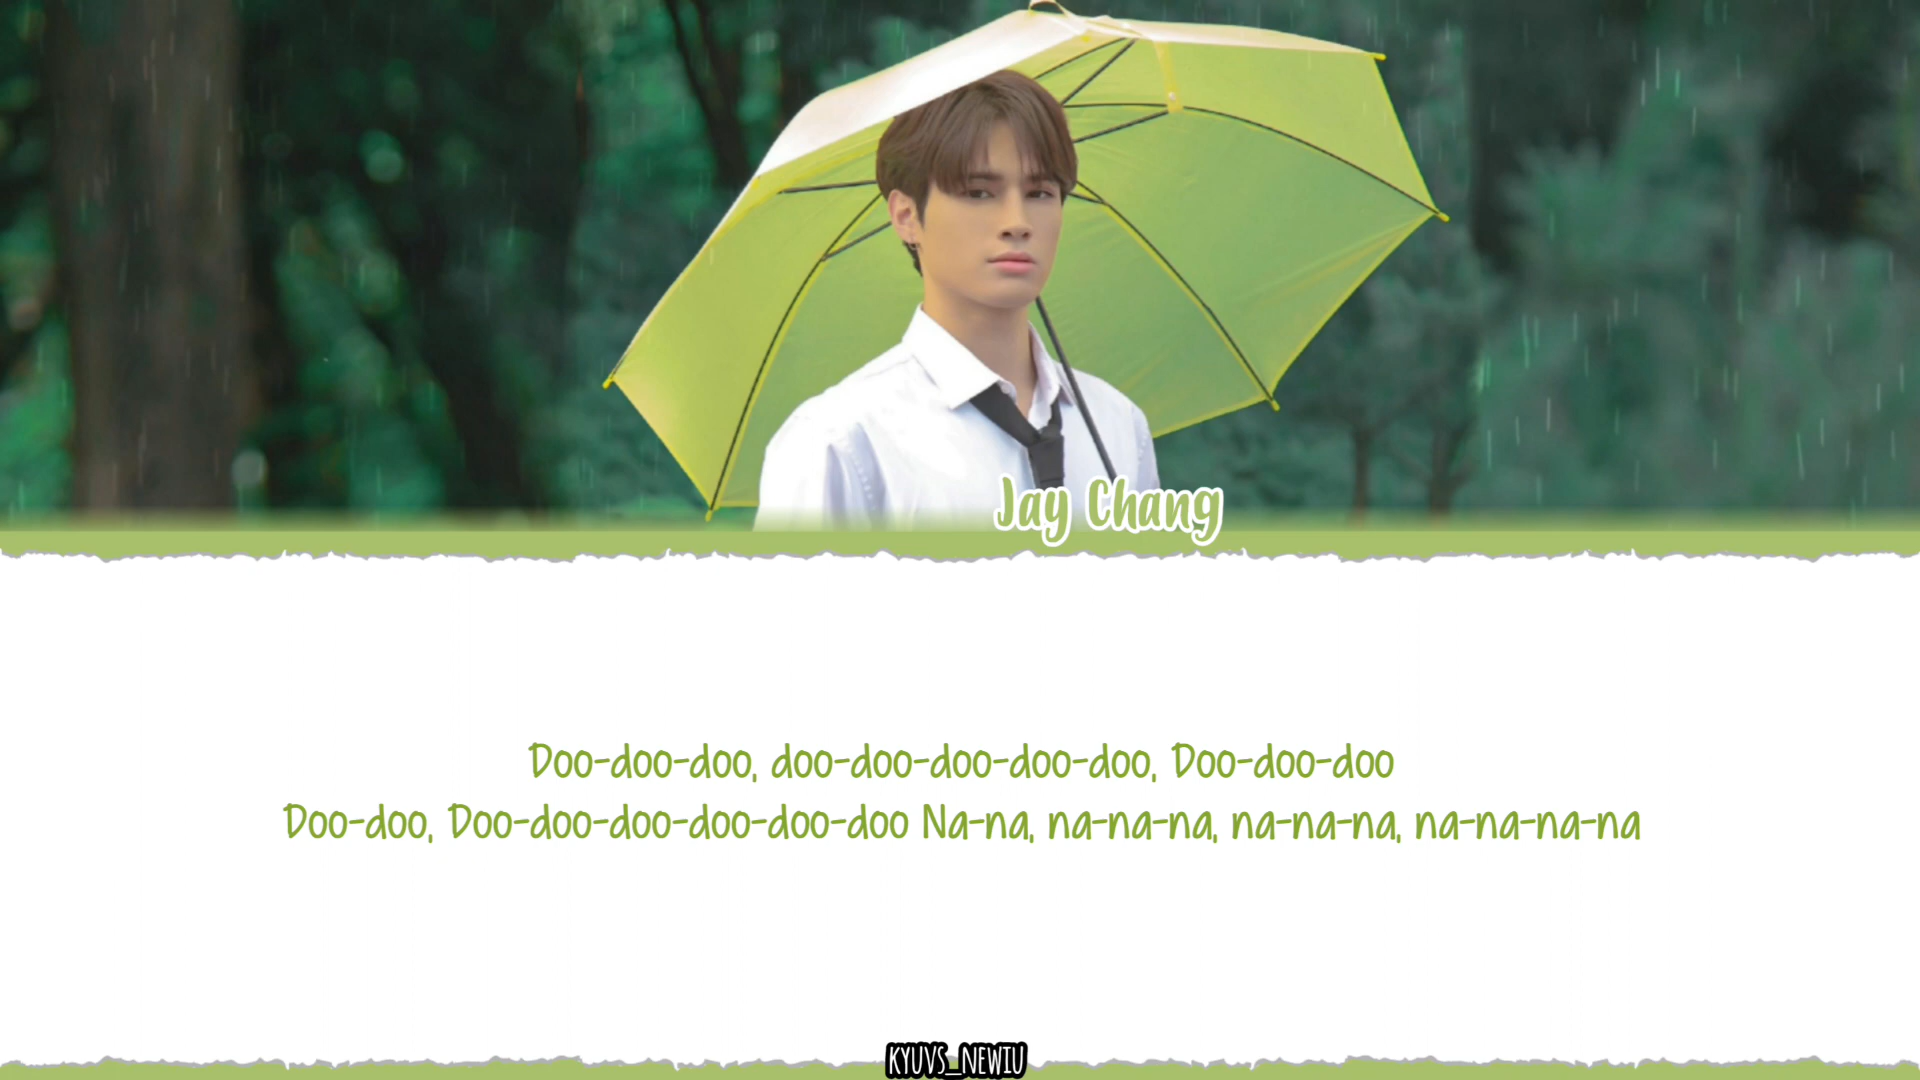 Jay Chang
Doo-doo-doo, doo-doo-doo-doo-doo, Doo-doo-doo
Doo-doo, Doo-doo-doo-doo-doo-doo Na-na, na-na-na, na-na-na, na-na-na-na
KYUVS_NEWIU